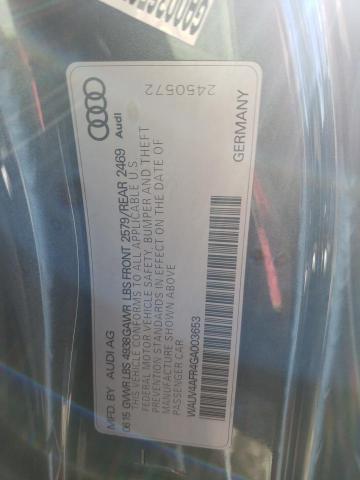 Audi
2450572
MFD. BY AUDI AG
06.15 GVWR LBS 4938 GAWR LBS FRONT 2579/REAR 2469
THIS VEHICLE CONFORMS TO ALL APPLICABLE U S
FEDERAL MOTOR VEHICLE SAFETY, BUMPER AND THEFT
PREVENTION STANDARDS IN EFFECT ON THE DATE OF
MANUFACTURE SHOWN ABOVE
PASSENGER CAR
WAUV4AFR4GA003653
GERMANY